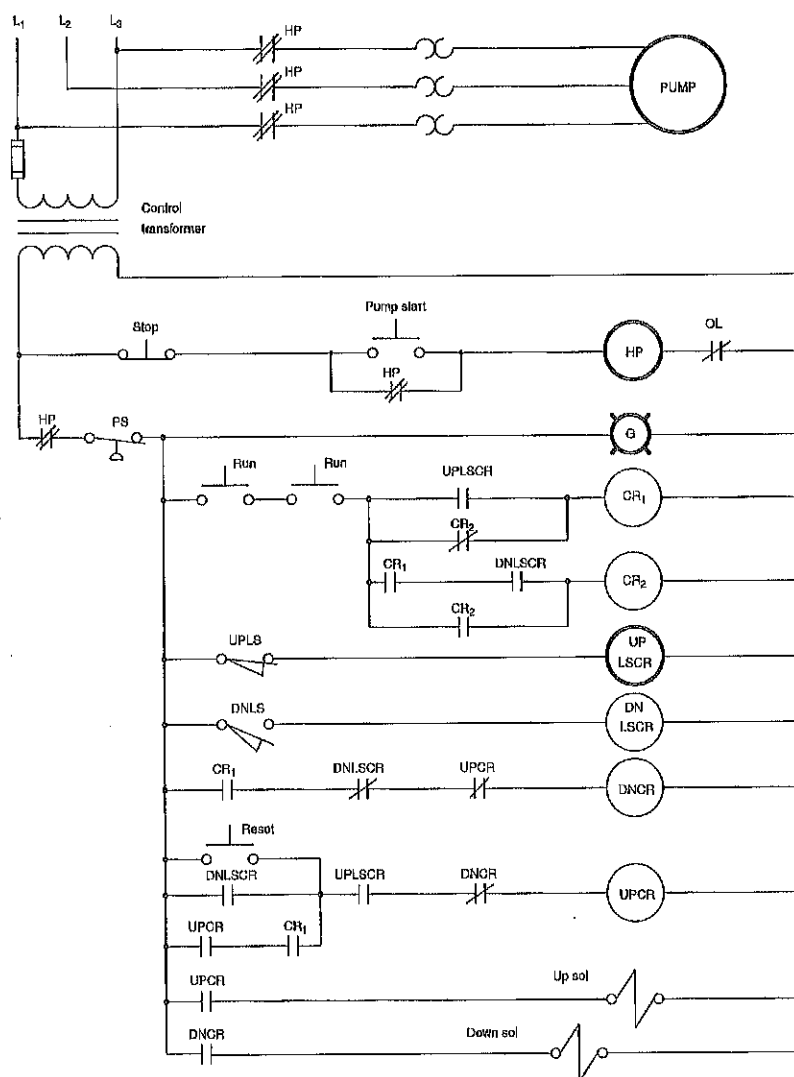 L1 L2 L3
HP
HP
HP
PUMP
Control
transformer
Pump start
Stop
HP
HP
OL
HP
PS
G
Run
Run
UPLSCR
CR1
CR2
CR1
DNLSCR
CR2
CR2
UPLS
UP
LSCR
DNLS
DN
LSCR
CR1
DNLSCR
UPCR
DNCR
Reset
DNLSCR
UPLSCR
DNCR
UPCR
UPCR
CR1
UPCR
Up sol
DNCR
Down sol